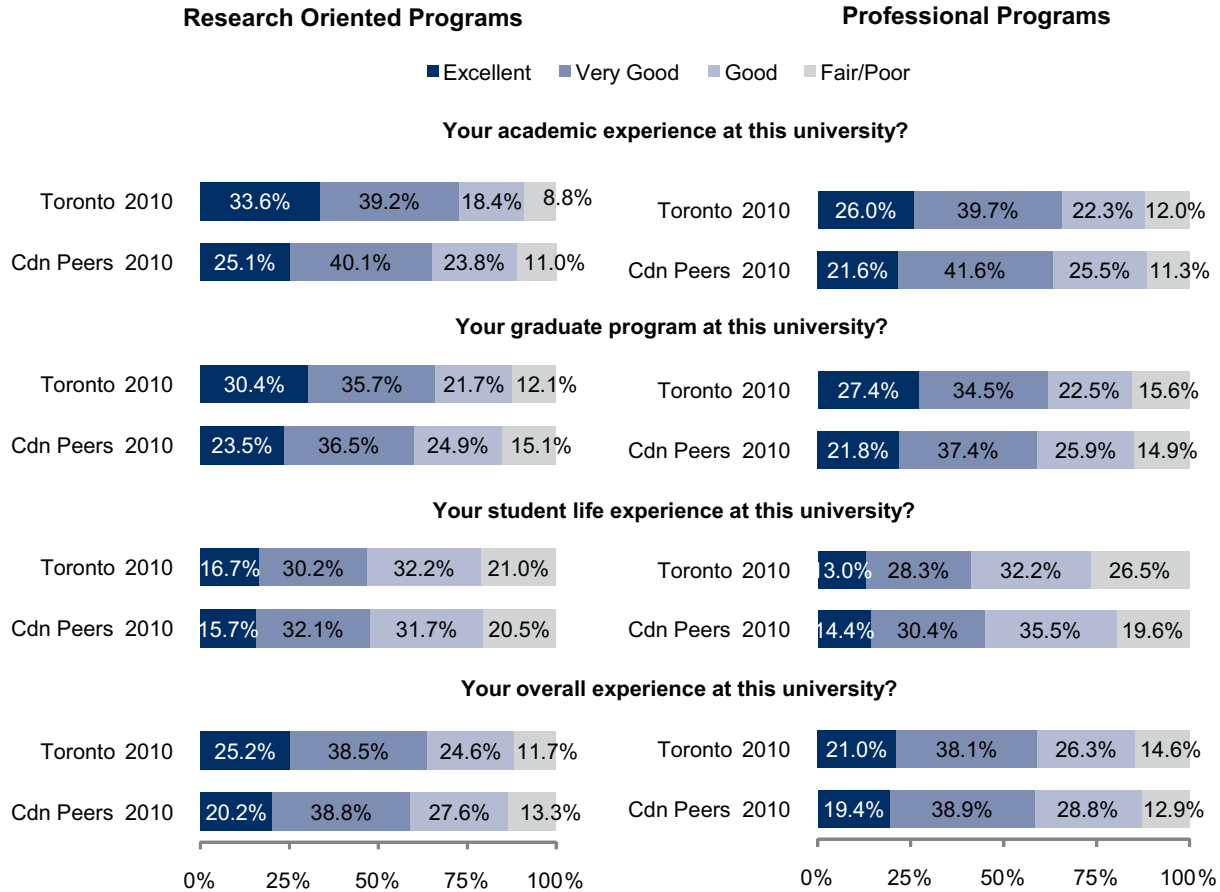 Research Oriented Programs Professional Programs
Excellent Very Good Good Fair/Poor
Your academic experience at this university?
Toronto 2010 33.6% 39.2% 18.4% 8.8% Toronto 2010 26.0% 39.7% 22.3% 12.0%
Cdn Peers 2010 25.1% 40.1% 23.8% 11.0% Cdn Peers 2010 21.6% 41.6% 25.5% 11.3%
Your graduate program at this university?
Toronto 2010 30.4% 35.7% 21.7% 12.1% Toronto 2010 27.4% 34.5% 22.5% 15.6%
Cdn Peers 2010 23.5% 36.5% 24.9% 15.1% Cdn Peers 2010 21.8% 37.4% 25.9% 14.9%
Your student life experience at this university?
Toronto 2010 16.7% 30.2% 32.2% 21.0% Toronto 2010 13.0% 28.3% 32.2% 26.5%
Cdn Peers 2010 15.7% 32.1% 31.7% 20.5% Cdn Peers 2010 14.4% 30.4% 35.5% 19.6%
Your overall experience at this university?
Toronto 2010 25.2% 38.5% 24.6% 11.7% Toronto 2010 21.0% 38.1% 26.3% 14.6%
Cdn Peers 2010 20.2% 38.8% 27.6% 13.3% Cdn Peers 2010 19.4% 38.9% 28.8% 12.9%
0% 25% 50% 75% 100% 0% 25% 50% 75% 100%